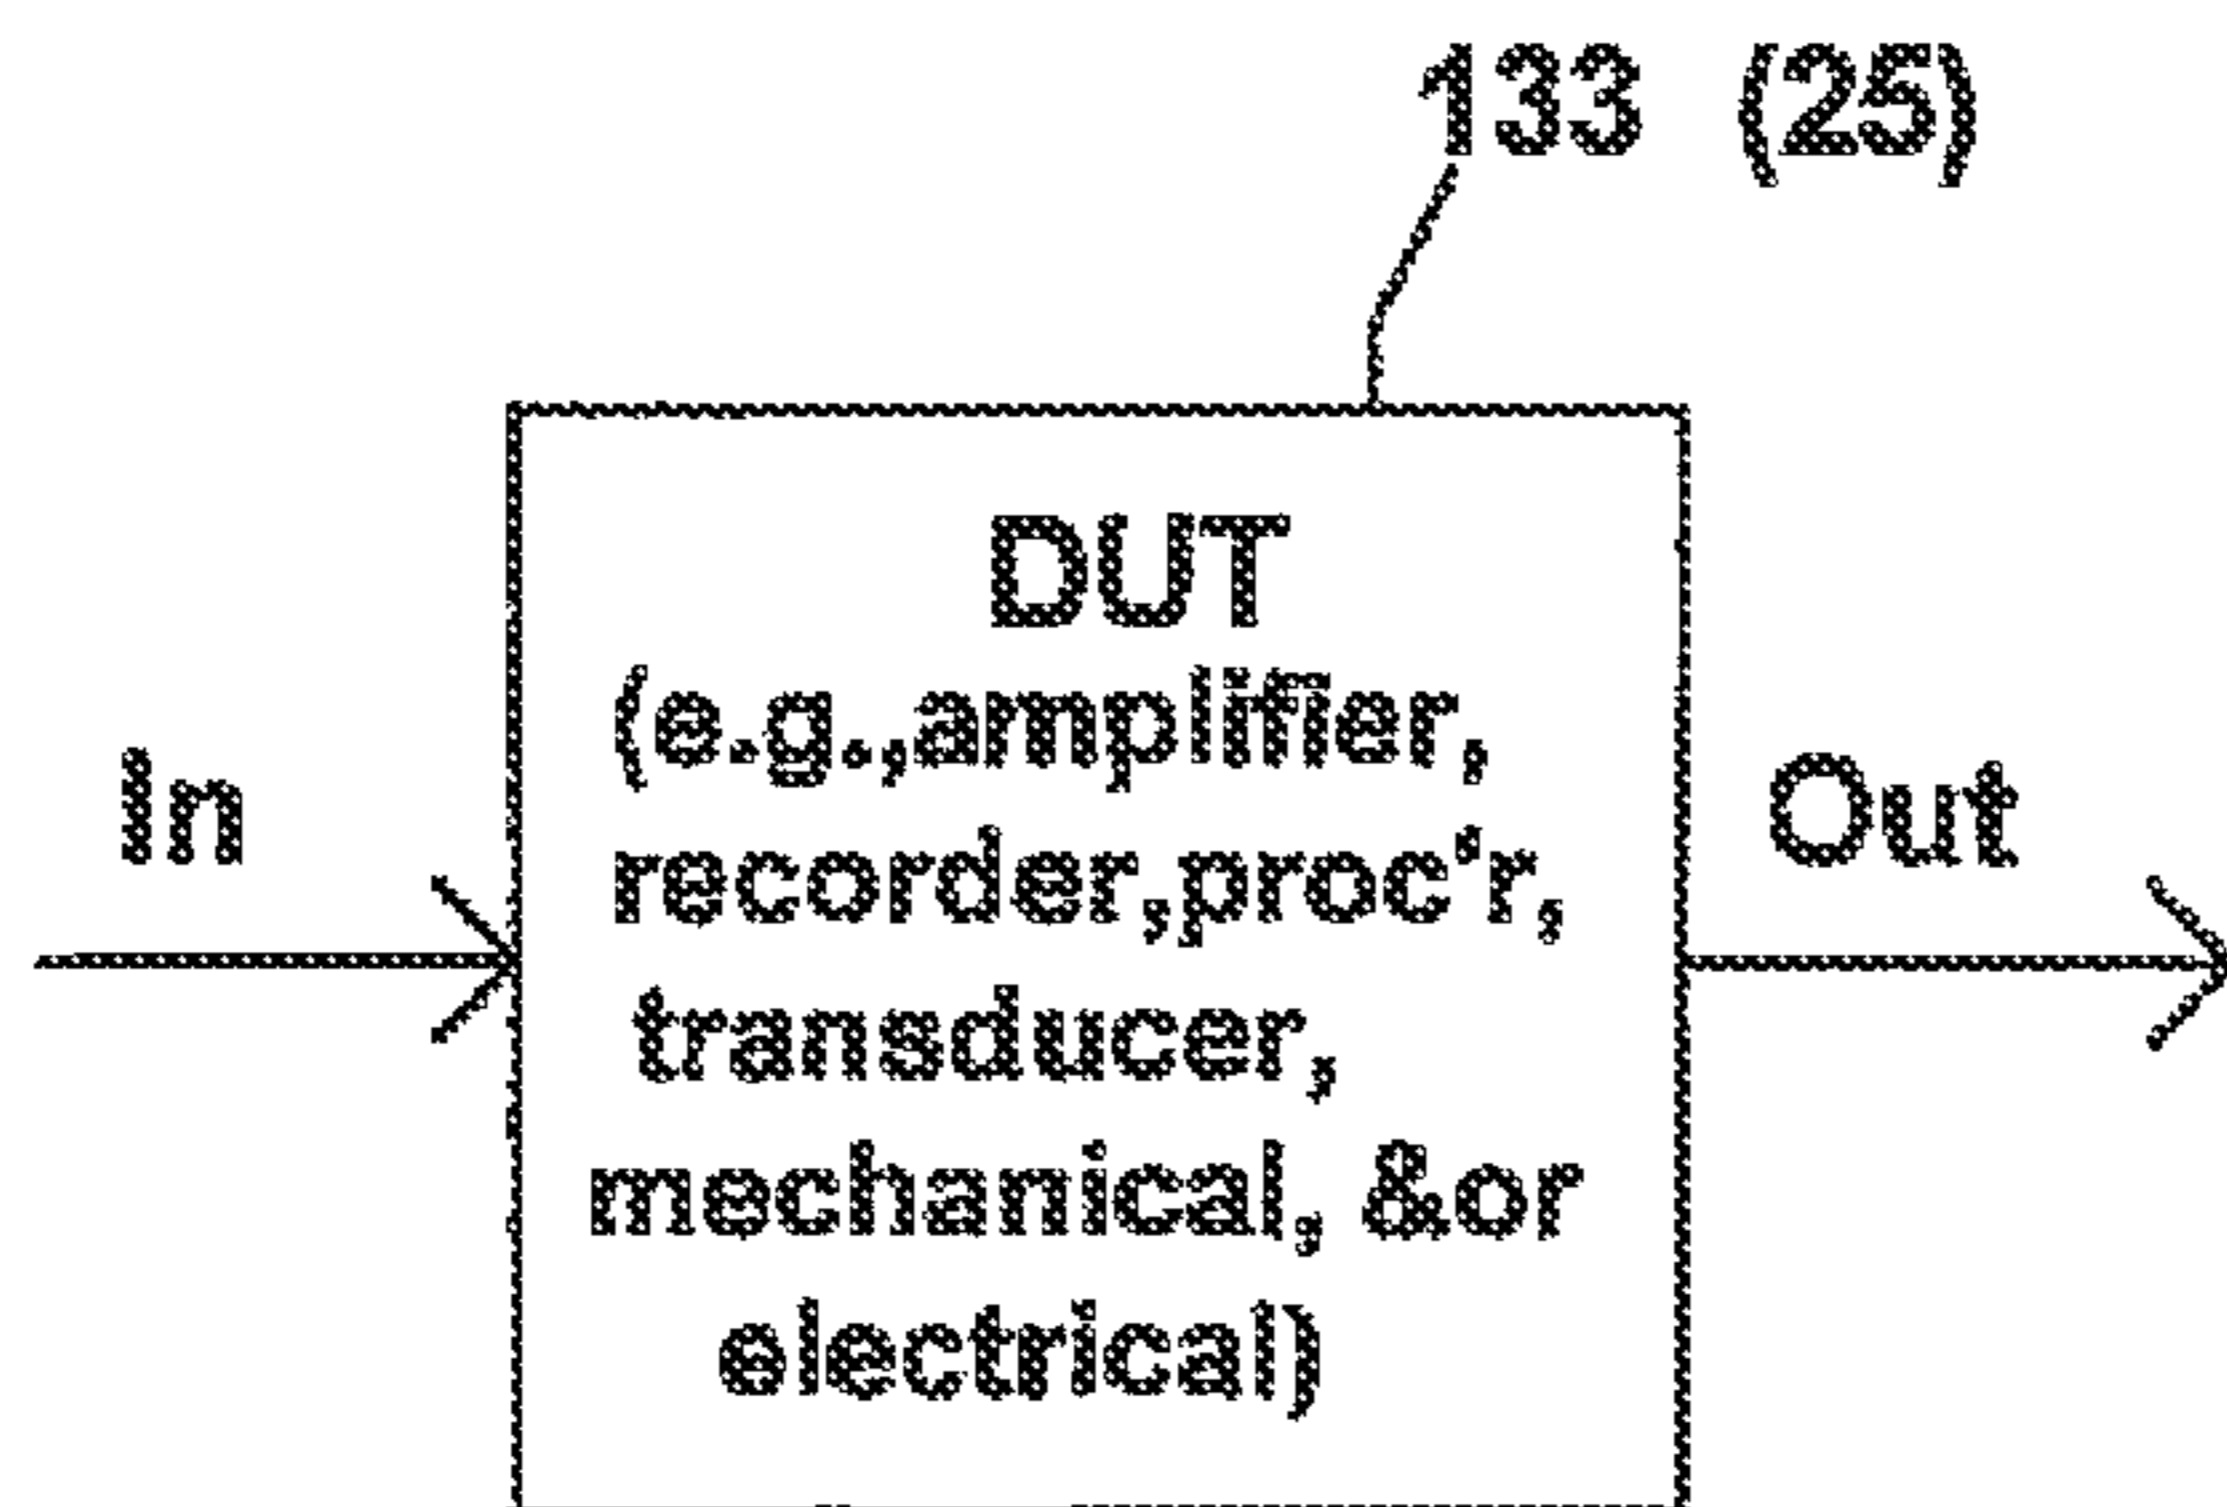 133 (25)
DUT
(e.g.,amplifier,
In
recorder,proc'r,
Out
transducer,
mechanical, &or
electrical)